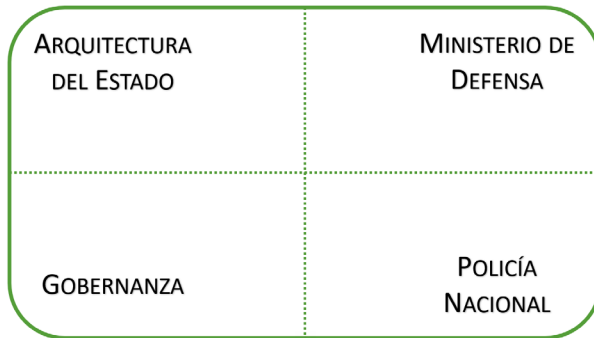 Arquitectura
del Estado
Ministerio de
Defensa
Gobernanza
Policía
Nacional